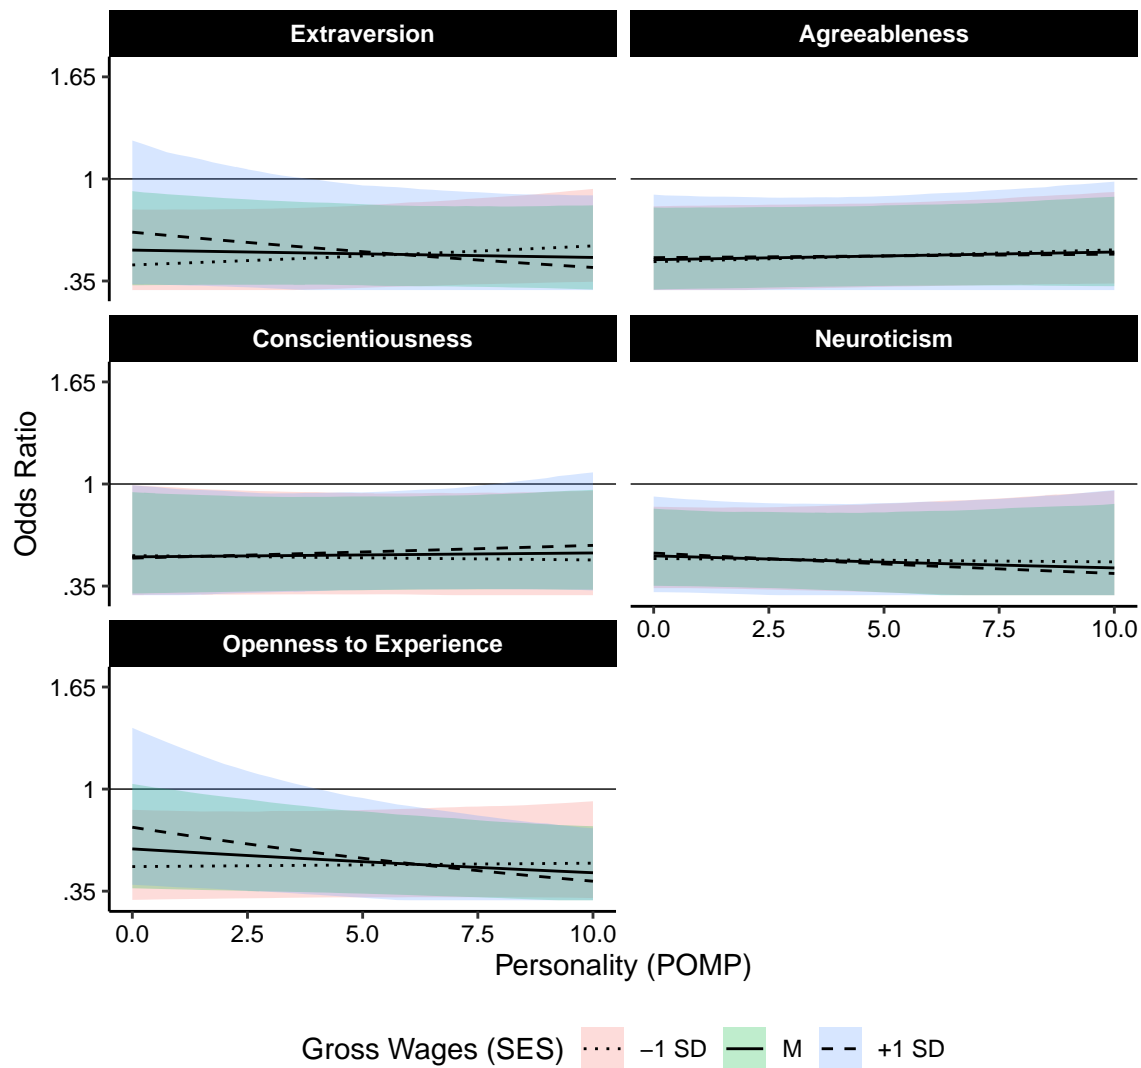 Extraversion
Agreeableness
1.65
1
.35
Conscientiousness
Neuroticism
1.65
1
.35
0.0 2.5 5.0 7.5 10.0
Openness to Experience
1.65
1
.35
0.0 2.5 5.0 7.5 10.0
Odds Ratio
Personality (POMP)
Gross Wages (SES) −1 SD M +1 SD